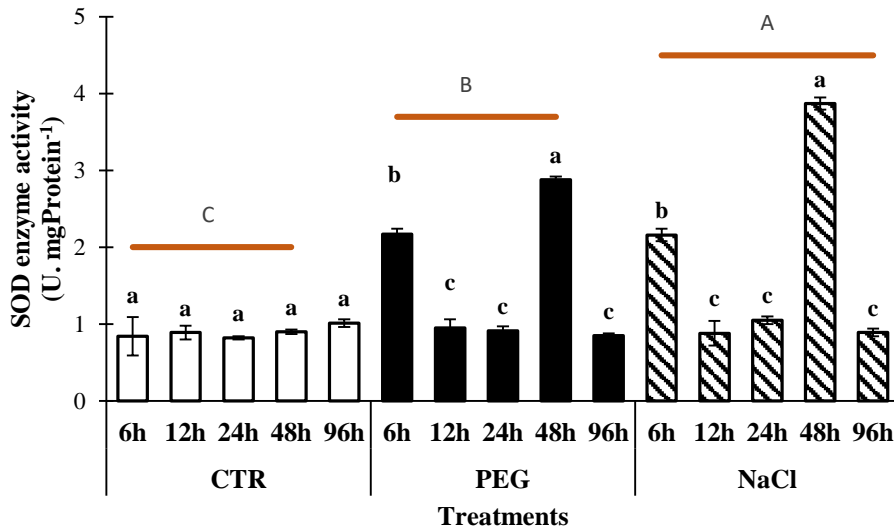 SOD enzyme activity
(U. mgProtein⁻¹)
5
4
3
2
1
0
C
B
A
a
a
a
a
a
b
c
c
a
c
b
c
c
a
c
6h 12h 24h 48h 96h 6h 12h 24h 48h 96h 6h 12h 24h 48h 96h
CTR PEG NaCl
Treatments